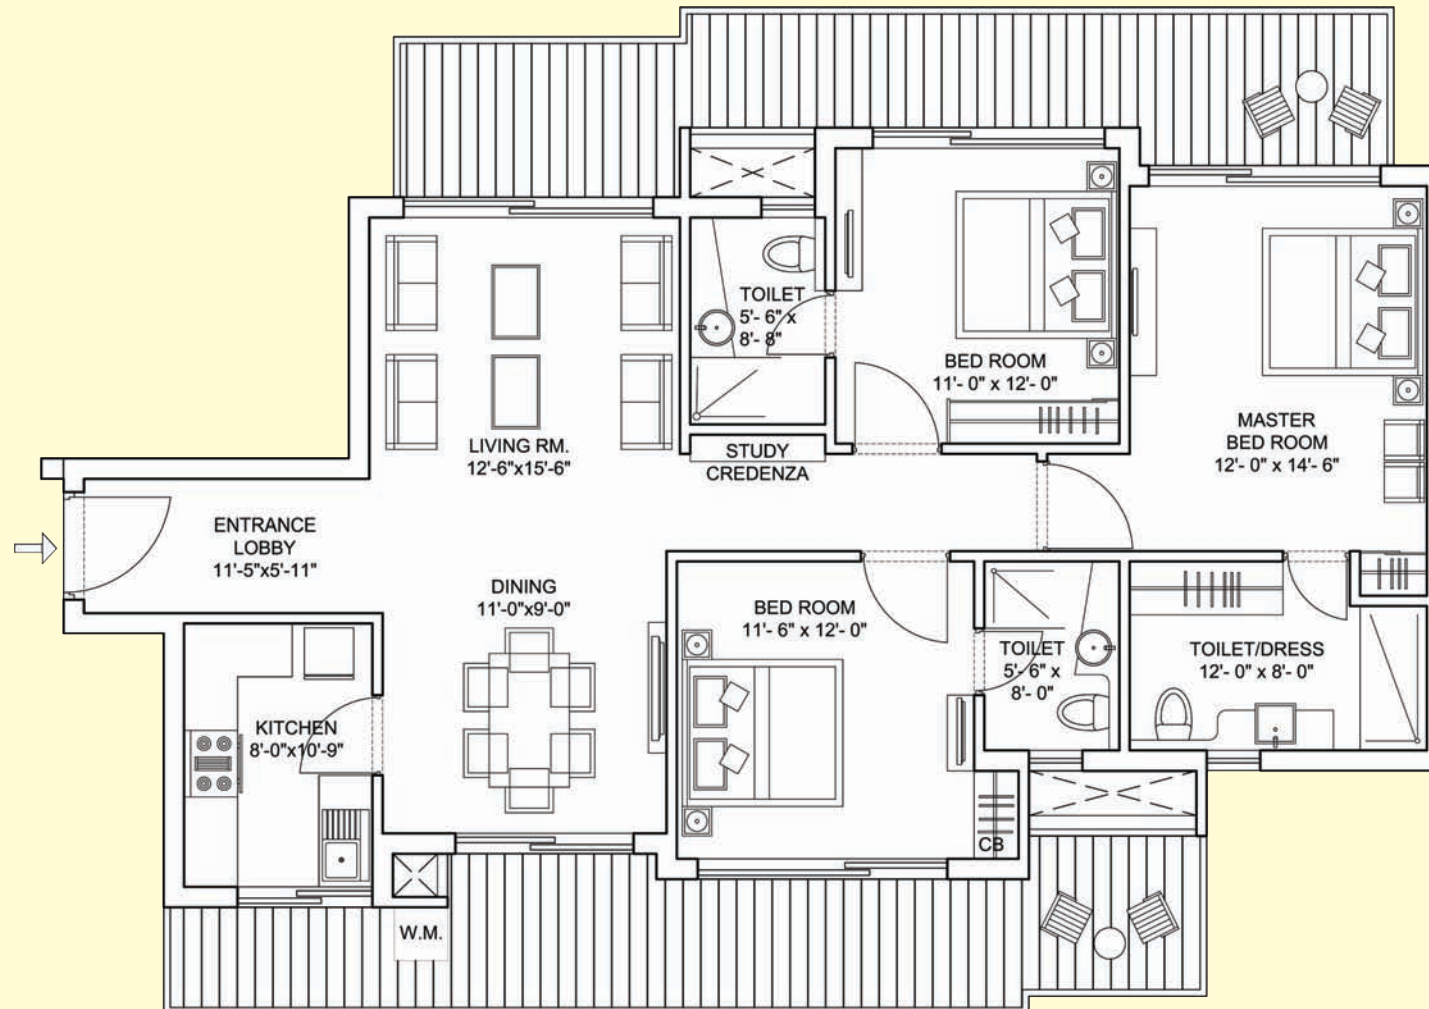 TOILET
5'- 6" x
8'- 8"
BED ROOM
11'- 0" x 12'- 0"
LIVING RM.
12'-6"x15'-6"
STUDY
CREDENZA
MASTER
BED ROOM
12'- 0" x 14'- 6"
ENTRANCE
LOBBY
11'-5"x5'-11"
DINING
11'-0"x9'-0"
BED ROOM
11'- 6" x 12'- 0"
TOILET
5'- 6" x
8'- 0"
TOILET/DRESS
12'- 0" x 8'- 0"
KITCHEN
8'-0"x10'-9"
CB
W.M.